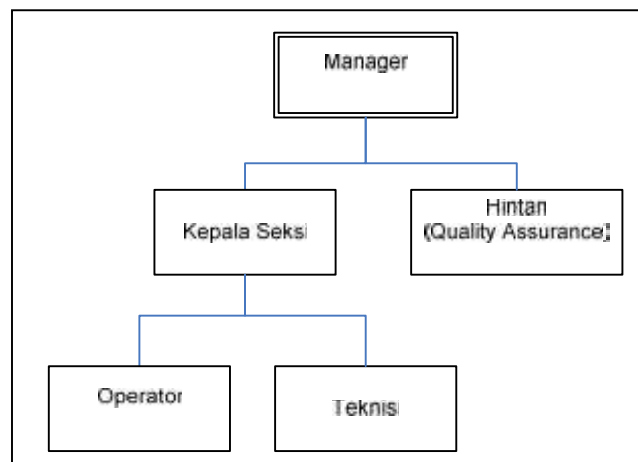 Manager
Kepala Seksi
Hintan
(Quality Assurance)
Operator
Teknisi